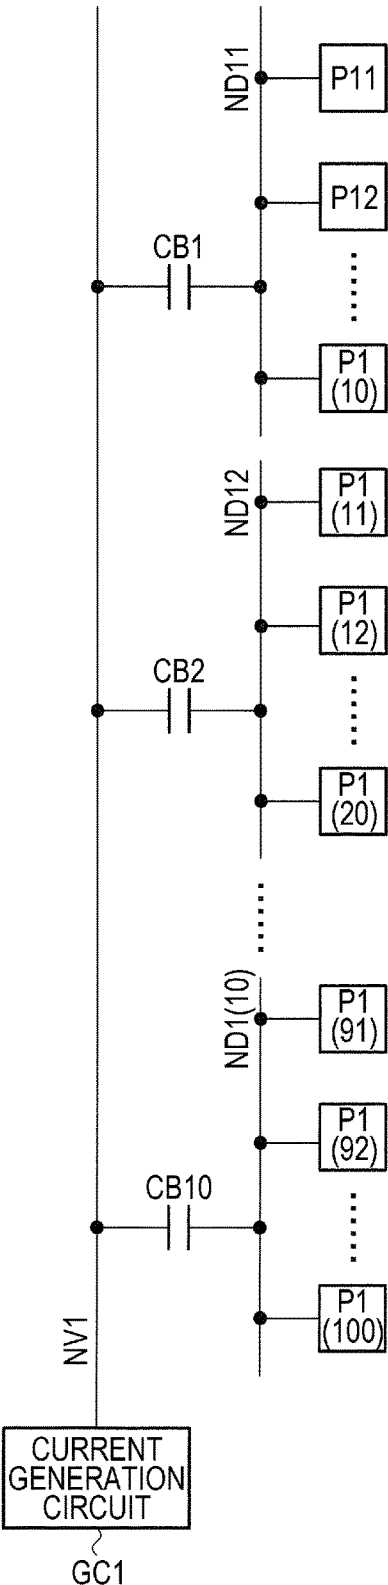 ND11
P11
P12
CB1
P1
(10)
ND12
P1
(11)
P1
(12)
CB2
P1
(20)
ND1(10)
P1
(91)
P1
(92)
CB10
P1
(100)
NV1
CURRENT
GENERATION
CIRCUIT
GC1